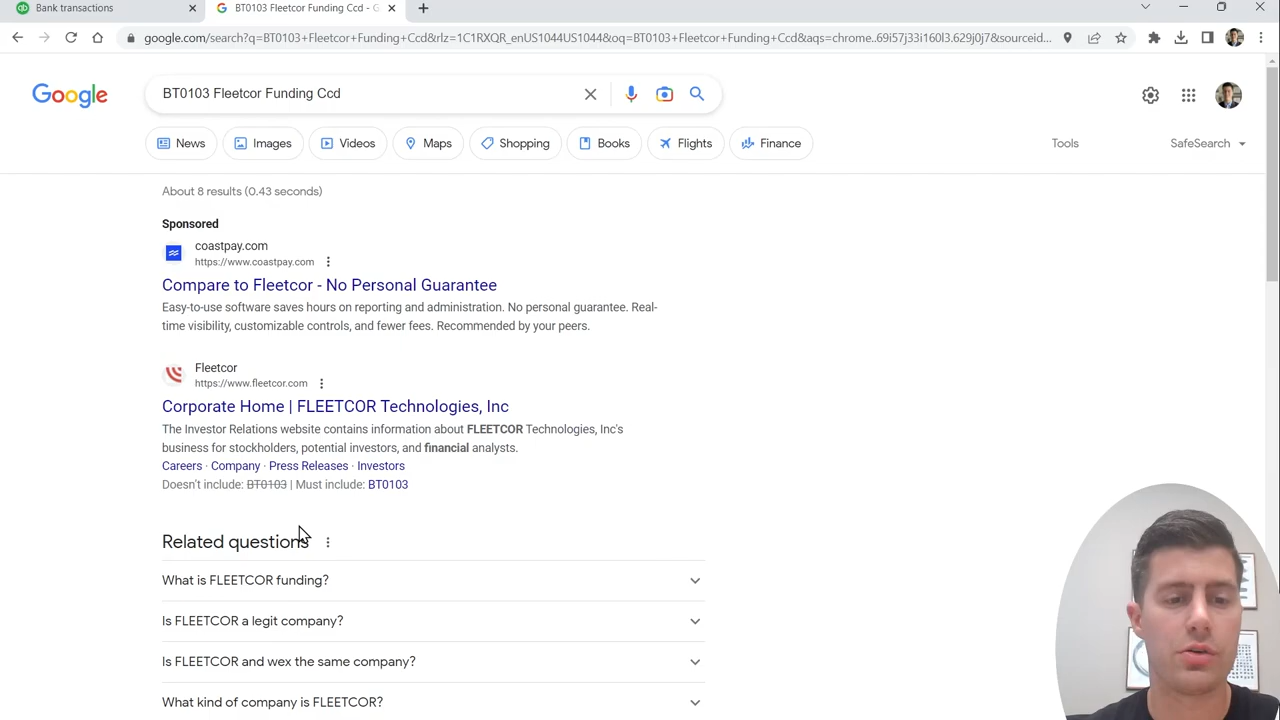 Bank transactions
BT0103 Fleetcor Funding Ccd - G
google.com/search?q=BT0103+Fleetcor+Funding+Ccd&rlz=1C1RXQR_enUS1044US1044&oq=BT0103+Fleetcor+Funding+Ccd&aqs=chrome..69i57j33i160l3.629j0j7&sourceid...
Google
BT0103 Fleetcor Funding Ccd
News
Images
Videos
Maps
Shopping
Books
Flights
Finance
Tools
SafeSearch
About 8 results (0.43 seconds)
Sponsored
coastpay.com
https://www.coastpay.com
Compare to Fleetcor - No Personal Guarantee
Easy-to-use software saves hours on reporting and administration. No personal guarantee. Real-
time visibility, customizable controls, and fewer fees. Recommended by your peers.
Fleetcor
https://www.fleetcor.com
Corporate Home | FLEETCOR Technologies, Inc
The Investor Relations website contains information about FLEETCOR Technologies, Inc's
business for stockholders, potential investors, and financial analysts.
Careers · Company · Press Releases · Investors
Doesn't include: BT0103 | Must include: BT0103
Related questions
What is FLEETCOR funding?
Is FLEETCOR a legit company?
Is FLEETCOR and wex the same company?
What kind of company is FLEETCOR?